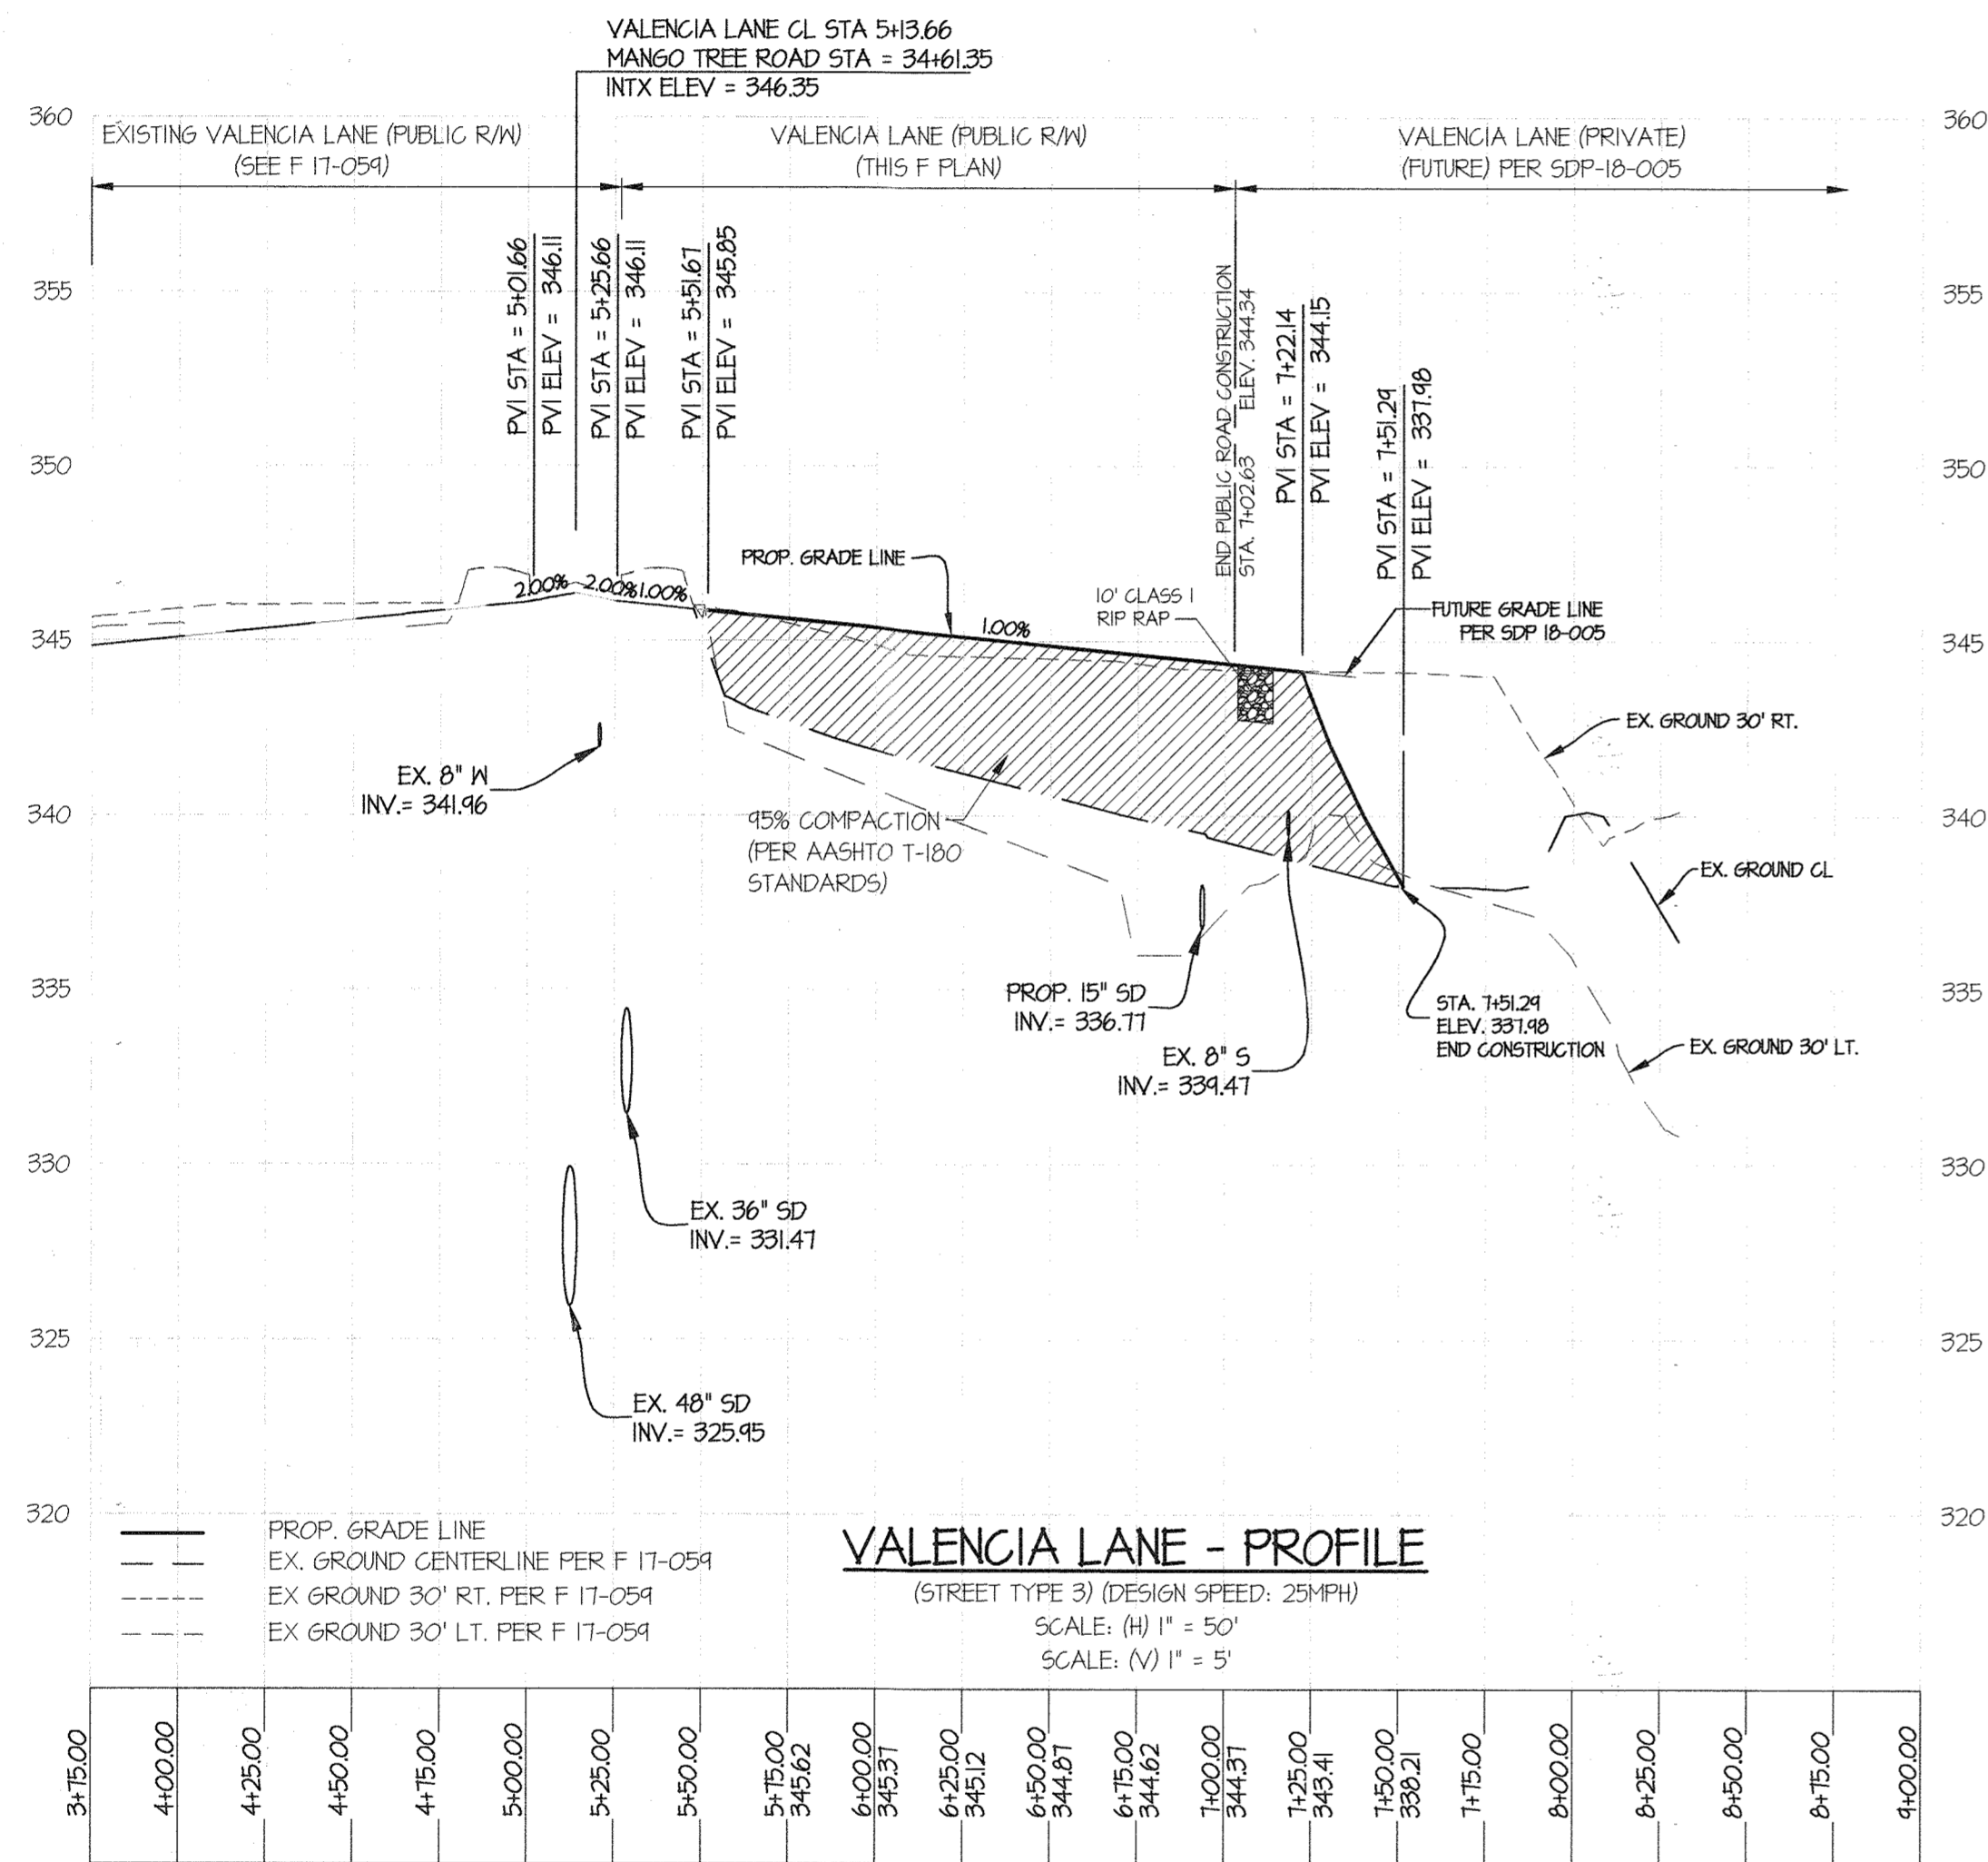 VALENCIA LANE CL STA 5+13.66
MANGO TREE ROAD STA = 34+61.35
INTX ELEV = 346.35
360
360
EXISTING VALENCIA LANE (PUBLIC R/W)
(SEE F 17-059)
VALENCIA LANE (PUBLIC R/W)
(THIS F PLAN)
VALENCIA LANE (PRIVATE)
(FUTURE) PER SDP-18-005
355
355
PVI STA = 5+01.66
PVI ELEV = 346.11
PVI STA = 5+25.66
PVI ELEV = 346.11
PVI STA = 5+51.67
PVI ELEV = 345.85
END PUBLIC ROAD CONSTRUCTION
STA. 7+02.63 ELEV. 344.34
PVI STA = 7+22.14
PVI ELEV = 344.15
PVI STA = 7+51.29
PVI ELEV = 337.98
350
350
PROP. GRADE LINE
2.00%
2.00%
1.00%
10' CLASS 1
RIP RAP
1.00%
FUTURE GRADE LINE
PER SDP 18-005
345
345
EX. GROUND 30' RT.
EX. 8" W
INV.= 341.96
340
340
95% COMPACTION
(PER AASHTO T-180
STANDARDS)
EX. GROUND CL
335
335
PROP. 15" SD
INV.= 336.77
STA. 7+51.29
ELEV. 337.98
END CONSTRUCTION
EX. GROUND 30' LT.
EX. 8" S
INV.= 339.47
330
330
EX. 36" SD
INV.= 331.47
325
325
EX. 48" SD
INV.= 325.95
320
320
PROP. GRADE LINE
EX. GROUND CENTERLINE PER F 17-059
EX GROUND 30' RT. PER F 17-059
EX GROUND 30' LT. PER F 17-059
VALENCIA LANE - PROFILE
(STREET TYPE 3) (DESIGN SPEED: 25MPH)
SCALE: (H) 1" = 50'
SCALE: (V) 1" = 5'
3+75.00
4+00.00
4+25.00
4+50.00
4+75.00
5+00.00
5+25.00
5+50.00
5+75.00
345.62
6+00.00
345.37
6+25.00
345.12
6+50.00
344.87
6+75.00
344.62
7+00.00
344.37
7+25.00
343.41
7+50.00
338.21
7+75.00
8+00.00
8+25.00
8+50.00
8+75.00
9+00.00